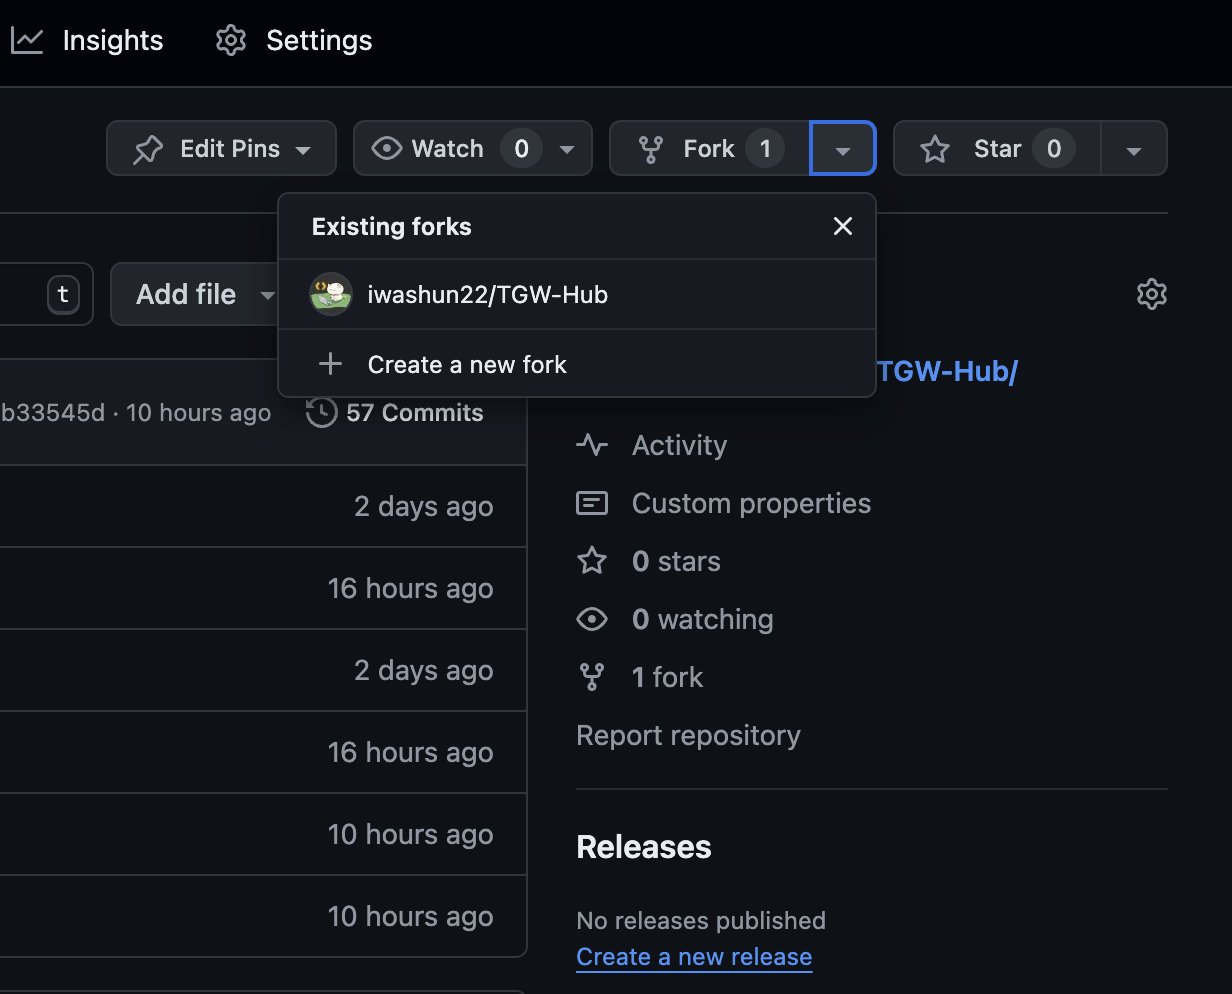 Insights Settings
Edit Pins Watch 0 Fork 1 Star 0
Existing forks
t Add file iwashun22/TGW-Hub
Create a new fork
TGW-Hub/
b33545d · 10 hours ago 57 Commits
Activity
2 days ago
Custom properties
0 stars
16 hours ago
0 watching
2 days ago
1 fork
Report repository
16 hours ago
10 hours ago
Releases
10 hours ago
No releases published
Create a new release